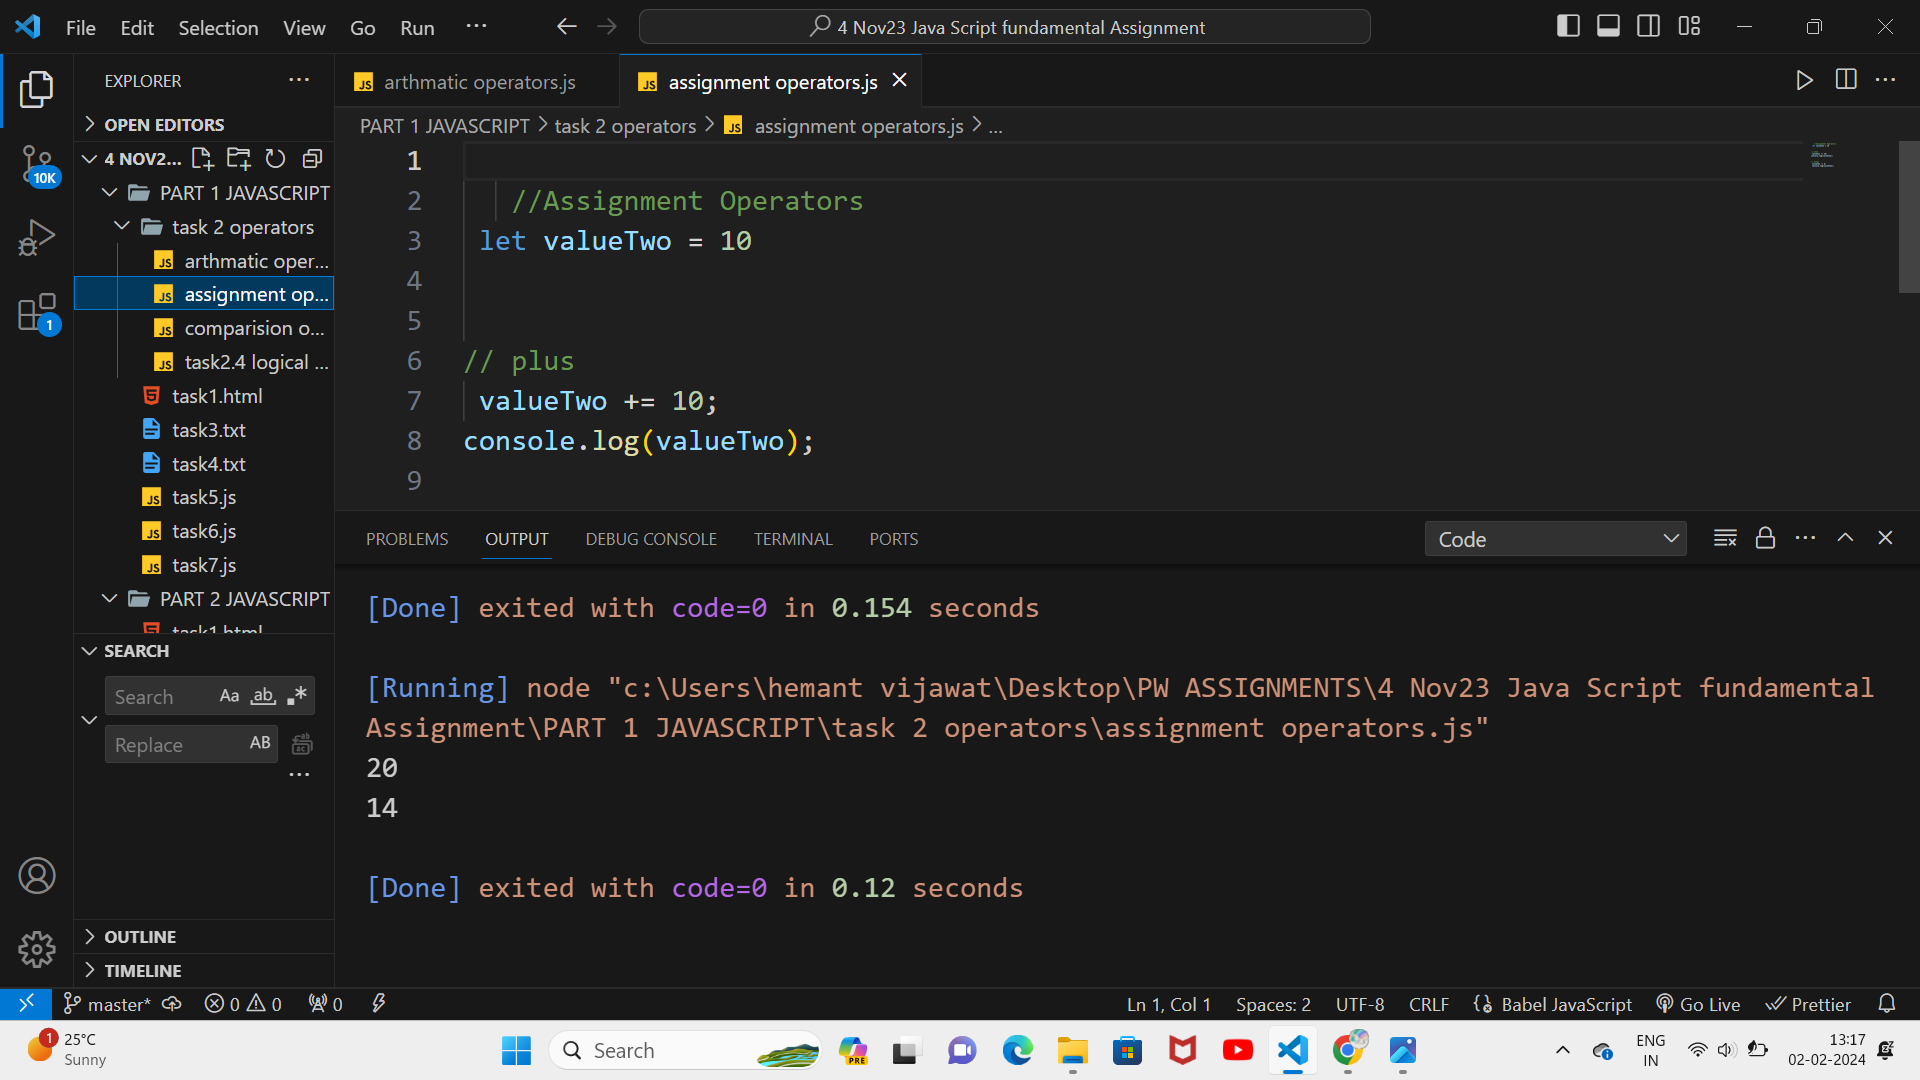 File Edit Selection View Go Run ···
4 Nov23 Java Script fundamental Assignment
EXPLORER
OPEN EDITORS
4 NOV2...
PART 1 JAVASCRIPT
task 2 operators
arthmatic oper...
assignment op...
comparision o...
task2.4 logical ...
task1.html
task3.txt
task4.txt
task5.js
task6.js
task7.js
PART 2 JAVASCRIPT
task1.html
SEARCH
Search Aa ab .*
Replace AB
OUTLINE
TIMELINE
10K
1
arthmatic operators.js
assignment operators.js
PART 1 JAVASCRIPT > task 2 operators > JS assignment operators.js > ...
1
2 //Assignment Operators
3 let valueTwo = 10
4
5
6 // plus
7 valueTwo += 10;
8 console.log(valueTwo);
9
PROBLEMS OUTPUT DEBUG CONSOLE TERMINAL PORTS
Code
[Done] exited with code=0 in 0.154 seconds
[Running] node "c:\Users\hemant vijawat\Desktop\PW ASSIGNMENTS\4 Nov23 Java Script fundamental
Assignment\PART 1 JAVASCRIPT\task 2 operators\assignment operators.js"
20
14
[Done] exited with code=0 in 0.12 seconds
master* 0 0 0
Ln 1, Col 1 Spaces: 2 UTF-8 CRLF Babel JavaScript Go Live Prettier
1
25°C
Sunny
Search
PRE
ENG
IN
13:17
02-02-2024